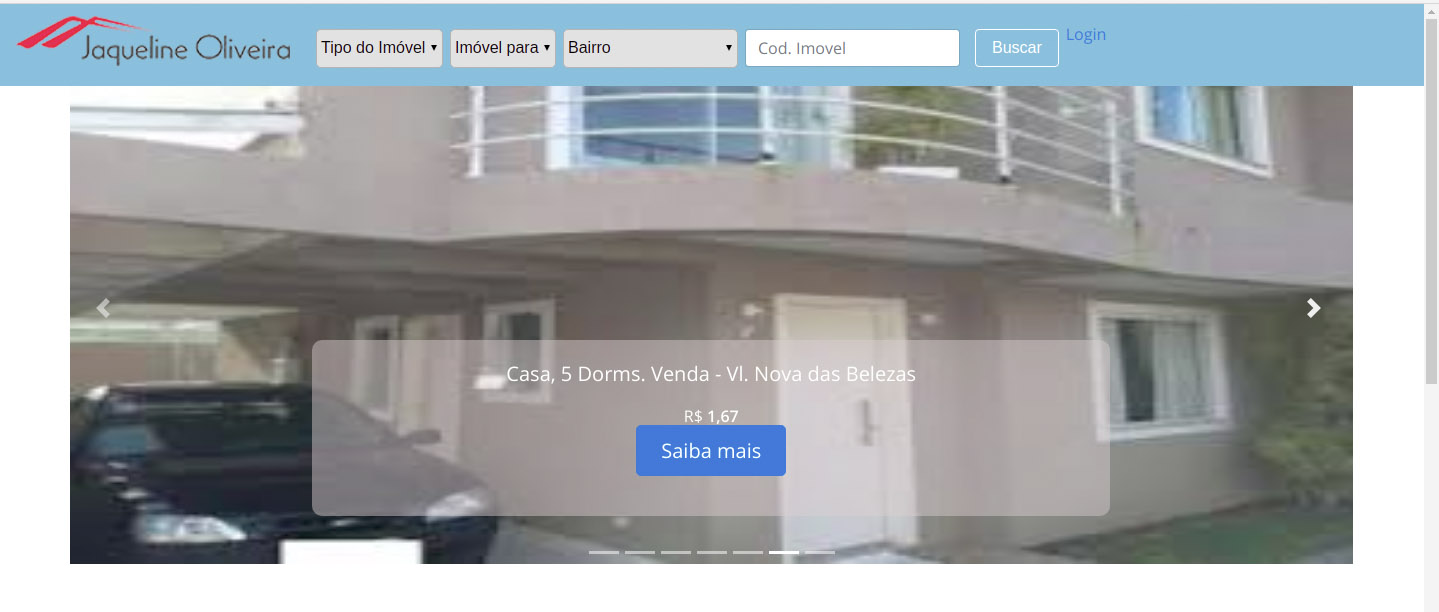 Jaqueline Oliveira
Tipo do Imóvel
Imóvel para
Bairro
Cod. Imovel
Buscar
Login
Casa, 5 Dorms. Venda - Vl. Nova das Belezas
R$ 1,67
Saiba mais